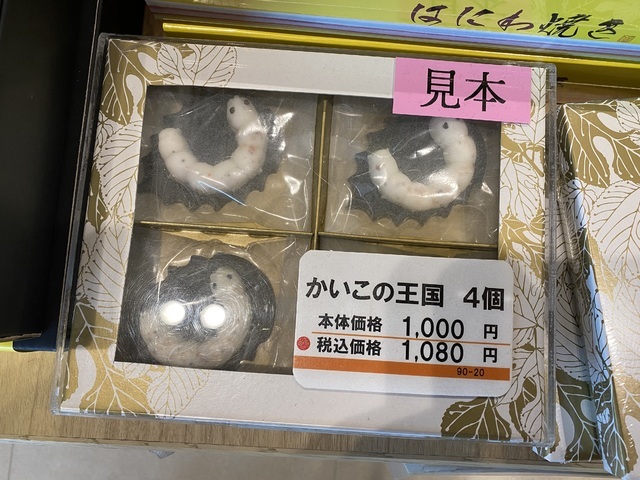 はにわ焼き
見本
かいこの王国 4個
本体価格 1,000 円
税込価格 1,080 円
90-20